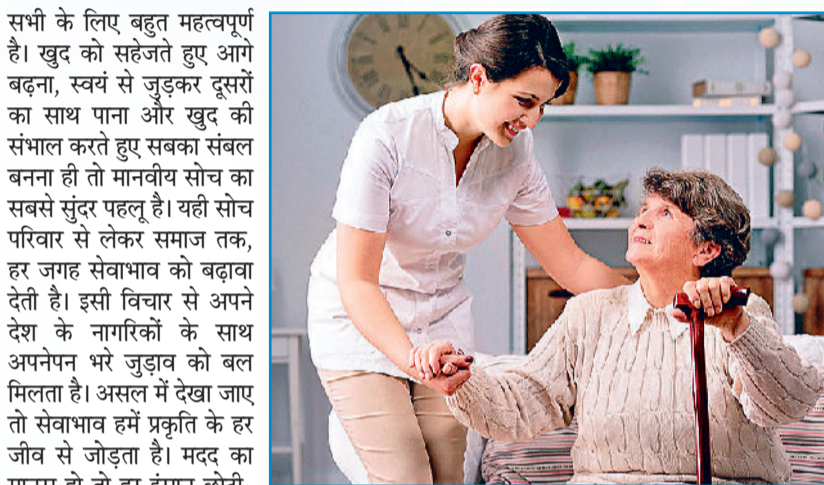 सभी के लिए बहुत महत्वपूर्ण
है। खुद को सहेजते हुए आगे
बढ़ना, स्वयं से जुड़कर दूसरों
का साथ पाना और खुद की
संभाल करते हुए सबका संबल
बनना ही तो मानवीय सोच का
सबसे सुंदर पहलू है। यही सोच
परिवार से लेकर समाज तक,
हर जगह सेवाभाव को बढ़ावा
देती है। इसी विचार से अपने
देश के नागरिकों के साथ
अपनेपन भरे जुड़ाव को बल
मिलता है। असल में देखा जाए
तो सेवाभाव हमें प्रकृति के हर
जीव से जोड़ता है। मदद का